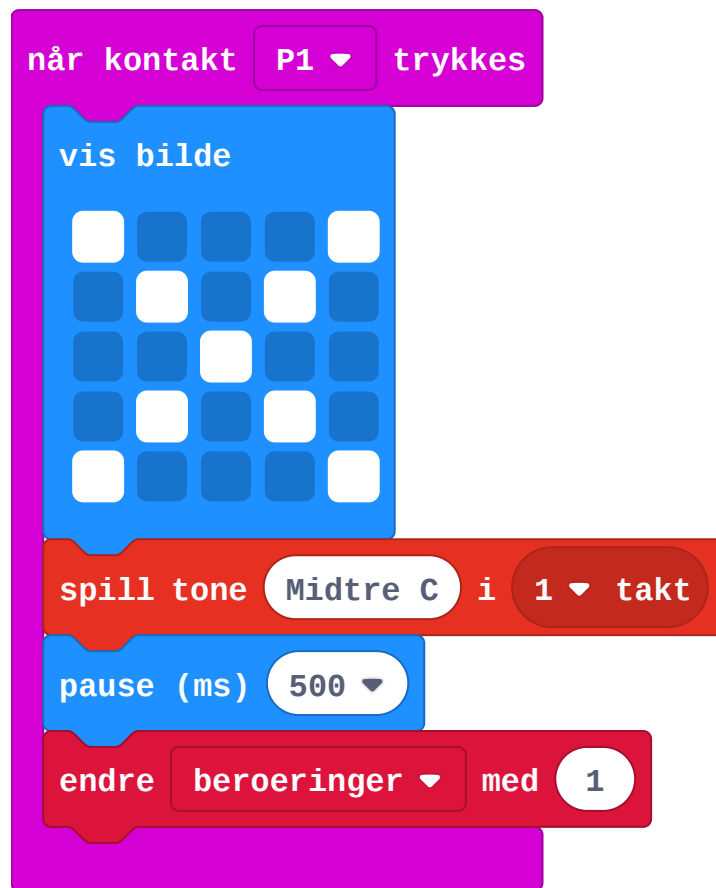 når kontakt P1 trykkes
vis bilde
spill tone Midtre C i 1 takt
pause (ms) 500
endre beroeringer med 1